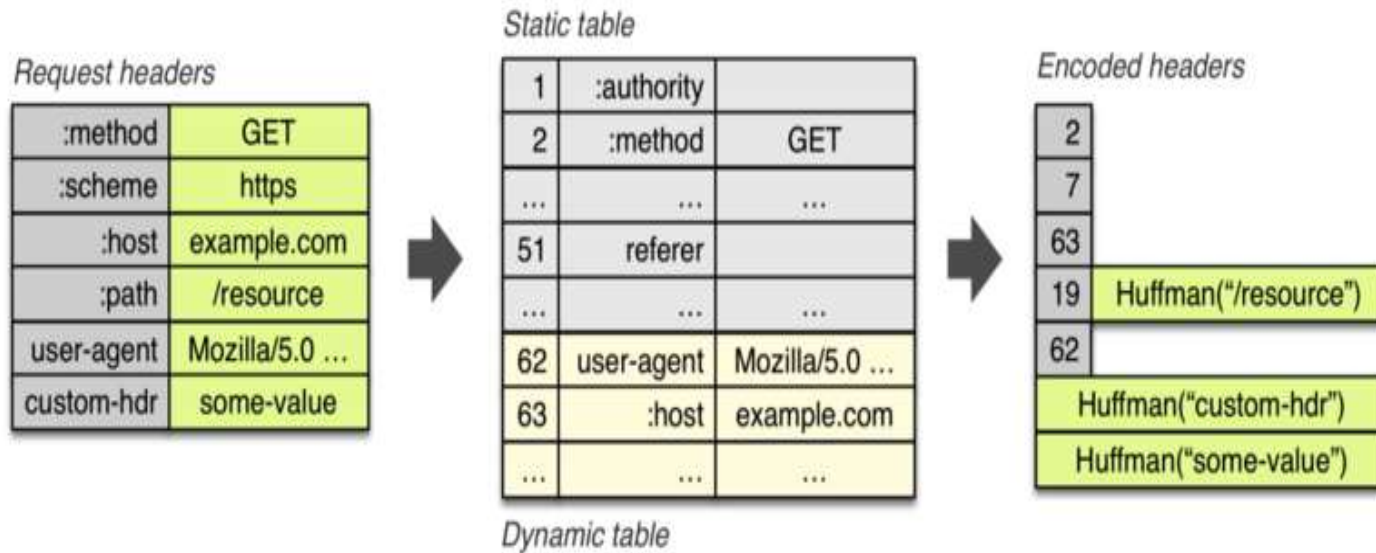 Static table
Request headers
Encoded headers
:method GET
:scheme https
:host example.com
:path /resource
user-agent Mozilla/5.0 ...
custom-hdr some-value
1 :authority
2 :method GET
... ... ...
51 referer
... ... ...
62 user-agent Mozilla/5.0 ...
63 :host example.com
... ... ...
2
7
63
19 Huffman("/resource")
62
Huffman("custom-hdr")
Huffman("some-value")
Dynamic table